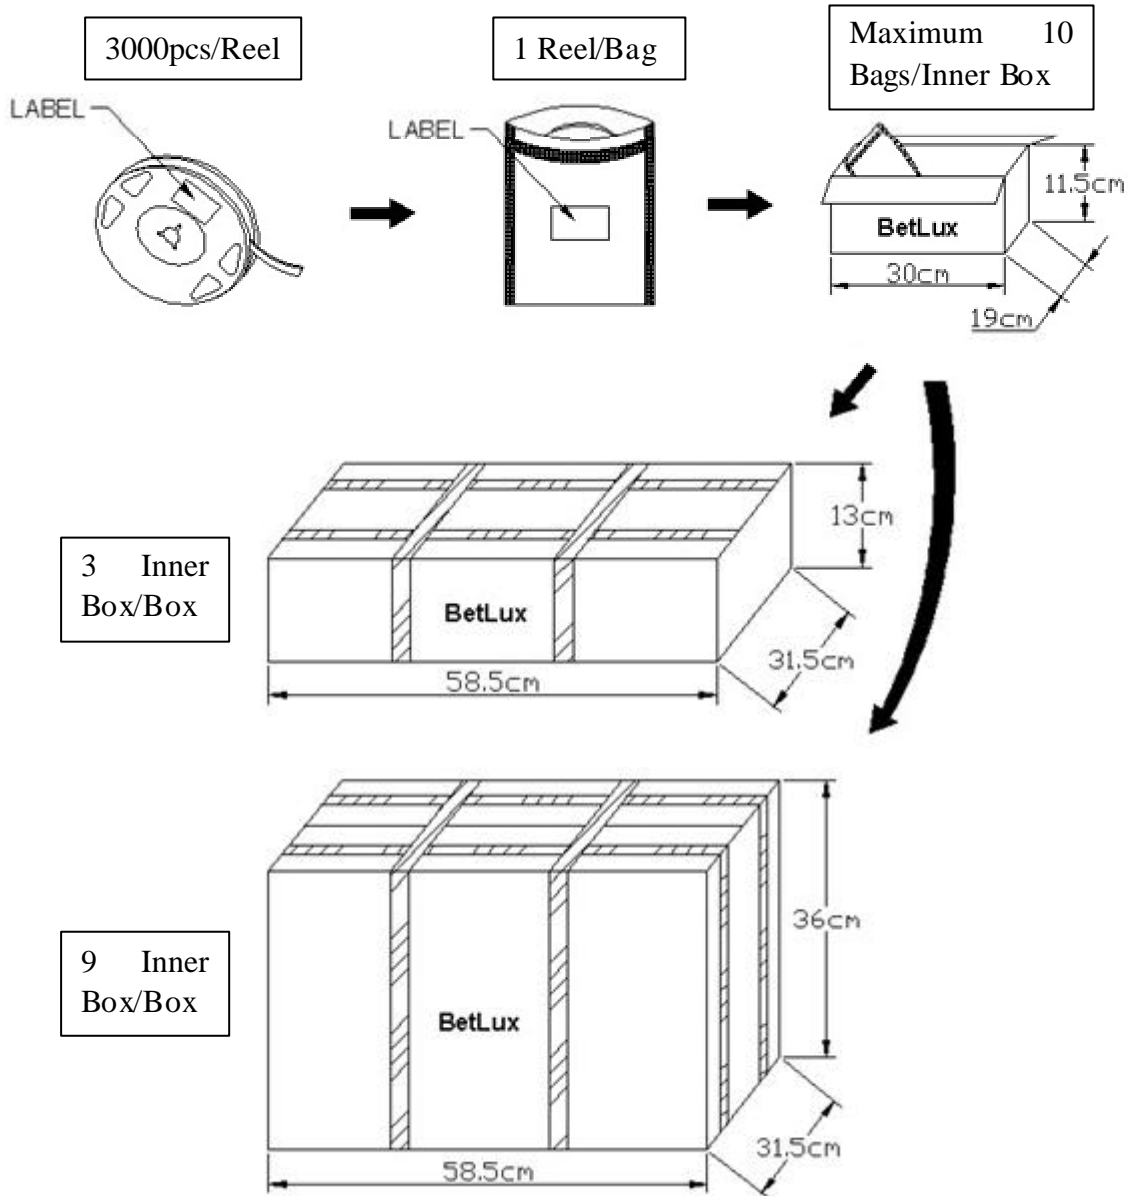 3000pcs/Reel
1 Reel/Bag
Maximum 10
Bags/Inner Box
LABEL
LABEL
11.5cm
BetLux
30cm
19cm
13cm
3 Inner
Box/Box
BetLux
31.5cm
58.5cm
36cm
9 Inner
Box/Box
BetLux
31.5cm
58.5cm